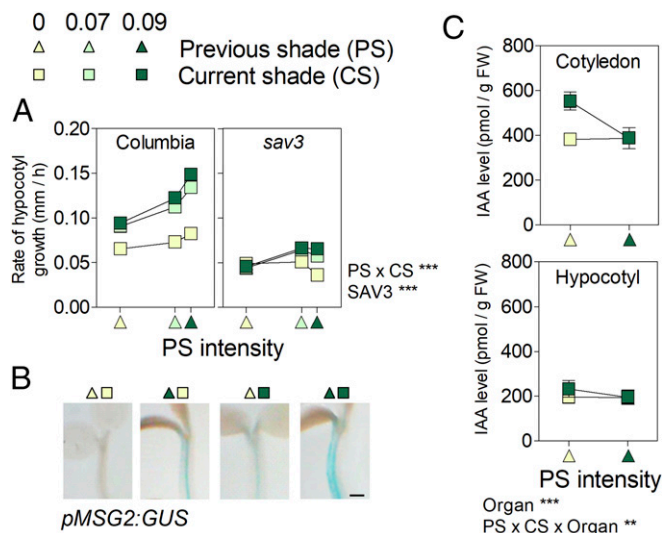 0 0.07 0.09
Previous shade (PS)
Current shade (CS)
A
Columbia
sav3
Rate of hypocotyl
growth (mm / h)
0.20
0.15
0.10
0.05
0.00
PS x CS ***
SAV3 ***
PS intensity
B
pMSG2:GUS
C
Cotyledon
IAA level (pmol / g FW)
800
600
400
200
0
Hypocotyl
IAA level (pmol / g FW)
800
600
400
200
0
PS intensity
Organ ***
PS x CS x Organ **